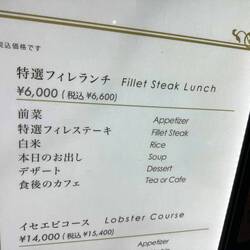 税込価格です
特選フィレランチ Fillet Steak Lunch
¥6,000 (税込 ¥6,600)
前菜 Appetizer
特選フィレステーキ Fillet Steak
白米 Rice
本日のお出し Soup
デザート Dessert
食後のカフェ Tea or Cafe
イセエビコース Lobster Course
¥14,000 (税込 ¥15,400)
Appetizer